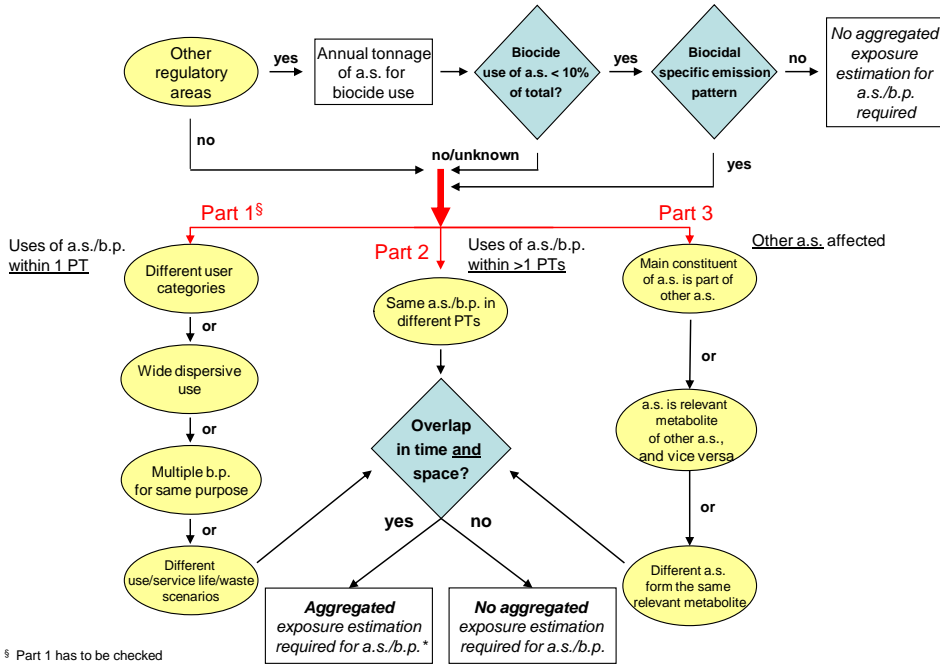 Other
regulatory
areas
yes
Annual tonnage
of a.s. for
biocide use
Biocide
use of a.s. < 10%
of total?
yes
Biocidal
specific emission
pattern
no
No aggregated
exposure
estimation for
a.s./b.p.
required
no
no/unknown
yes
Part 1§
Uses of a.s./b.p.
within 1 PT
Different user
categories
or
Wide dispersive
use
or
Multiple b.p.
for same purpose
or
Different
use/service life/waste
scenarios
Part 2
Uses of a.s./b.p.
within >1 PTs
Same a.s./b.p. in
different PTs
Overlap
in time and
space?
yes
no
Aggregated
exposure estimation
required for a.s./b.p.*
No aggregated
exposure estimation
required for a.s./b.p.
Part 3
Other a.s. affected
Main constituent
of a.s. is part of
other a.s.
or
a.s. is relevant
metabolite
of other a.s.,
and vice versa
or
Different a.s.
form the same
relevant metabolite
§ Part 1 has to be checked